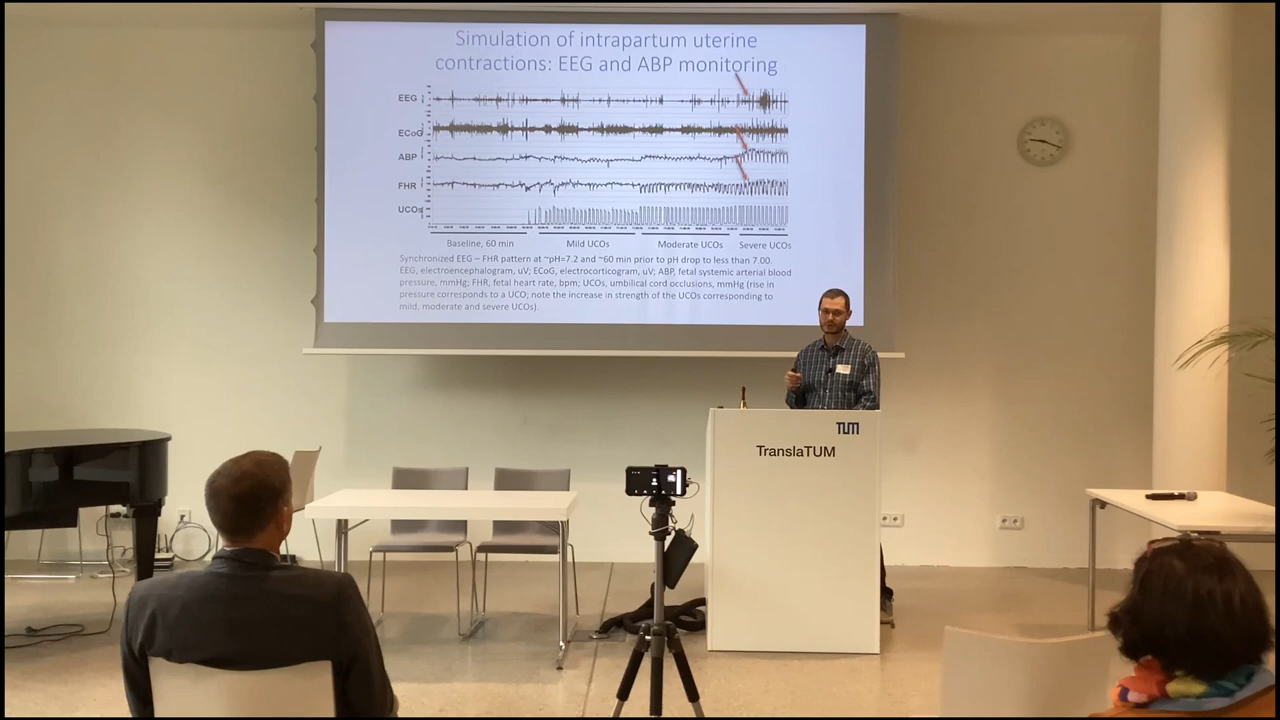 Simulation of intrapartum uterine
contractions: EEG and ABP monitoring
EEG
ECoG
ABP
FHR
UCOs
Baseline, 60 min Mild UCOs Moderate UCOs Severe UCOs
Synchronized EEG – FHR pattern at ~pH=7.2 and ~60 min prior to pH drop to less than 7.00.
EEG, electroencephalogram, uV; ECoG, electrocorticogram, uV; ABP, fetal systemic arterial blood
pressure, mmHg; FHR, fetal heart rate, bpm; UCOs, umbilical cord occlusions, mmHg (rise in
pressure corresponds to a UCO; note the increase in strength of the UCOs corresponding to
mild, moderate and severe UCOs).
TUM
TranslaTUM